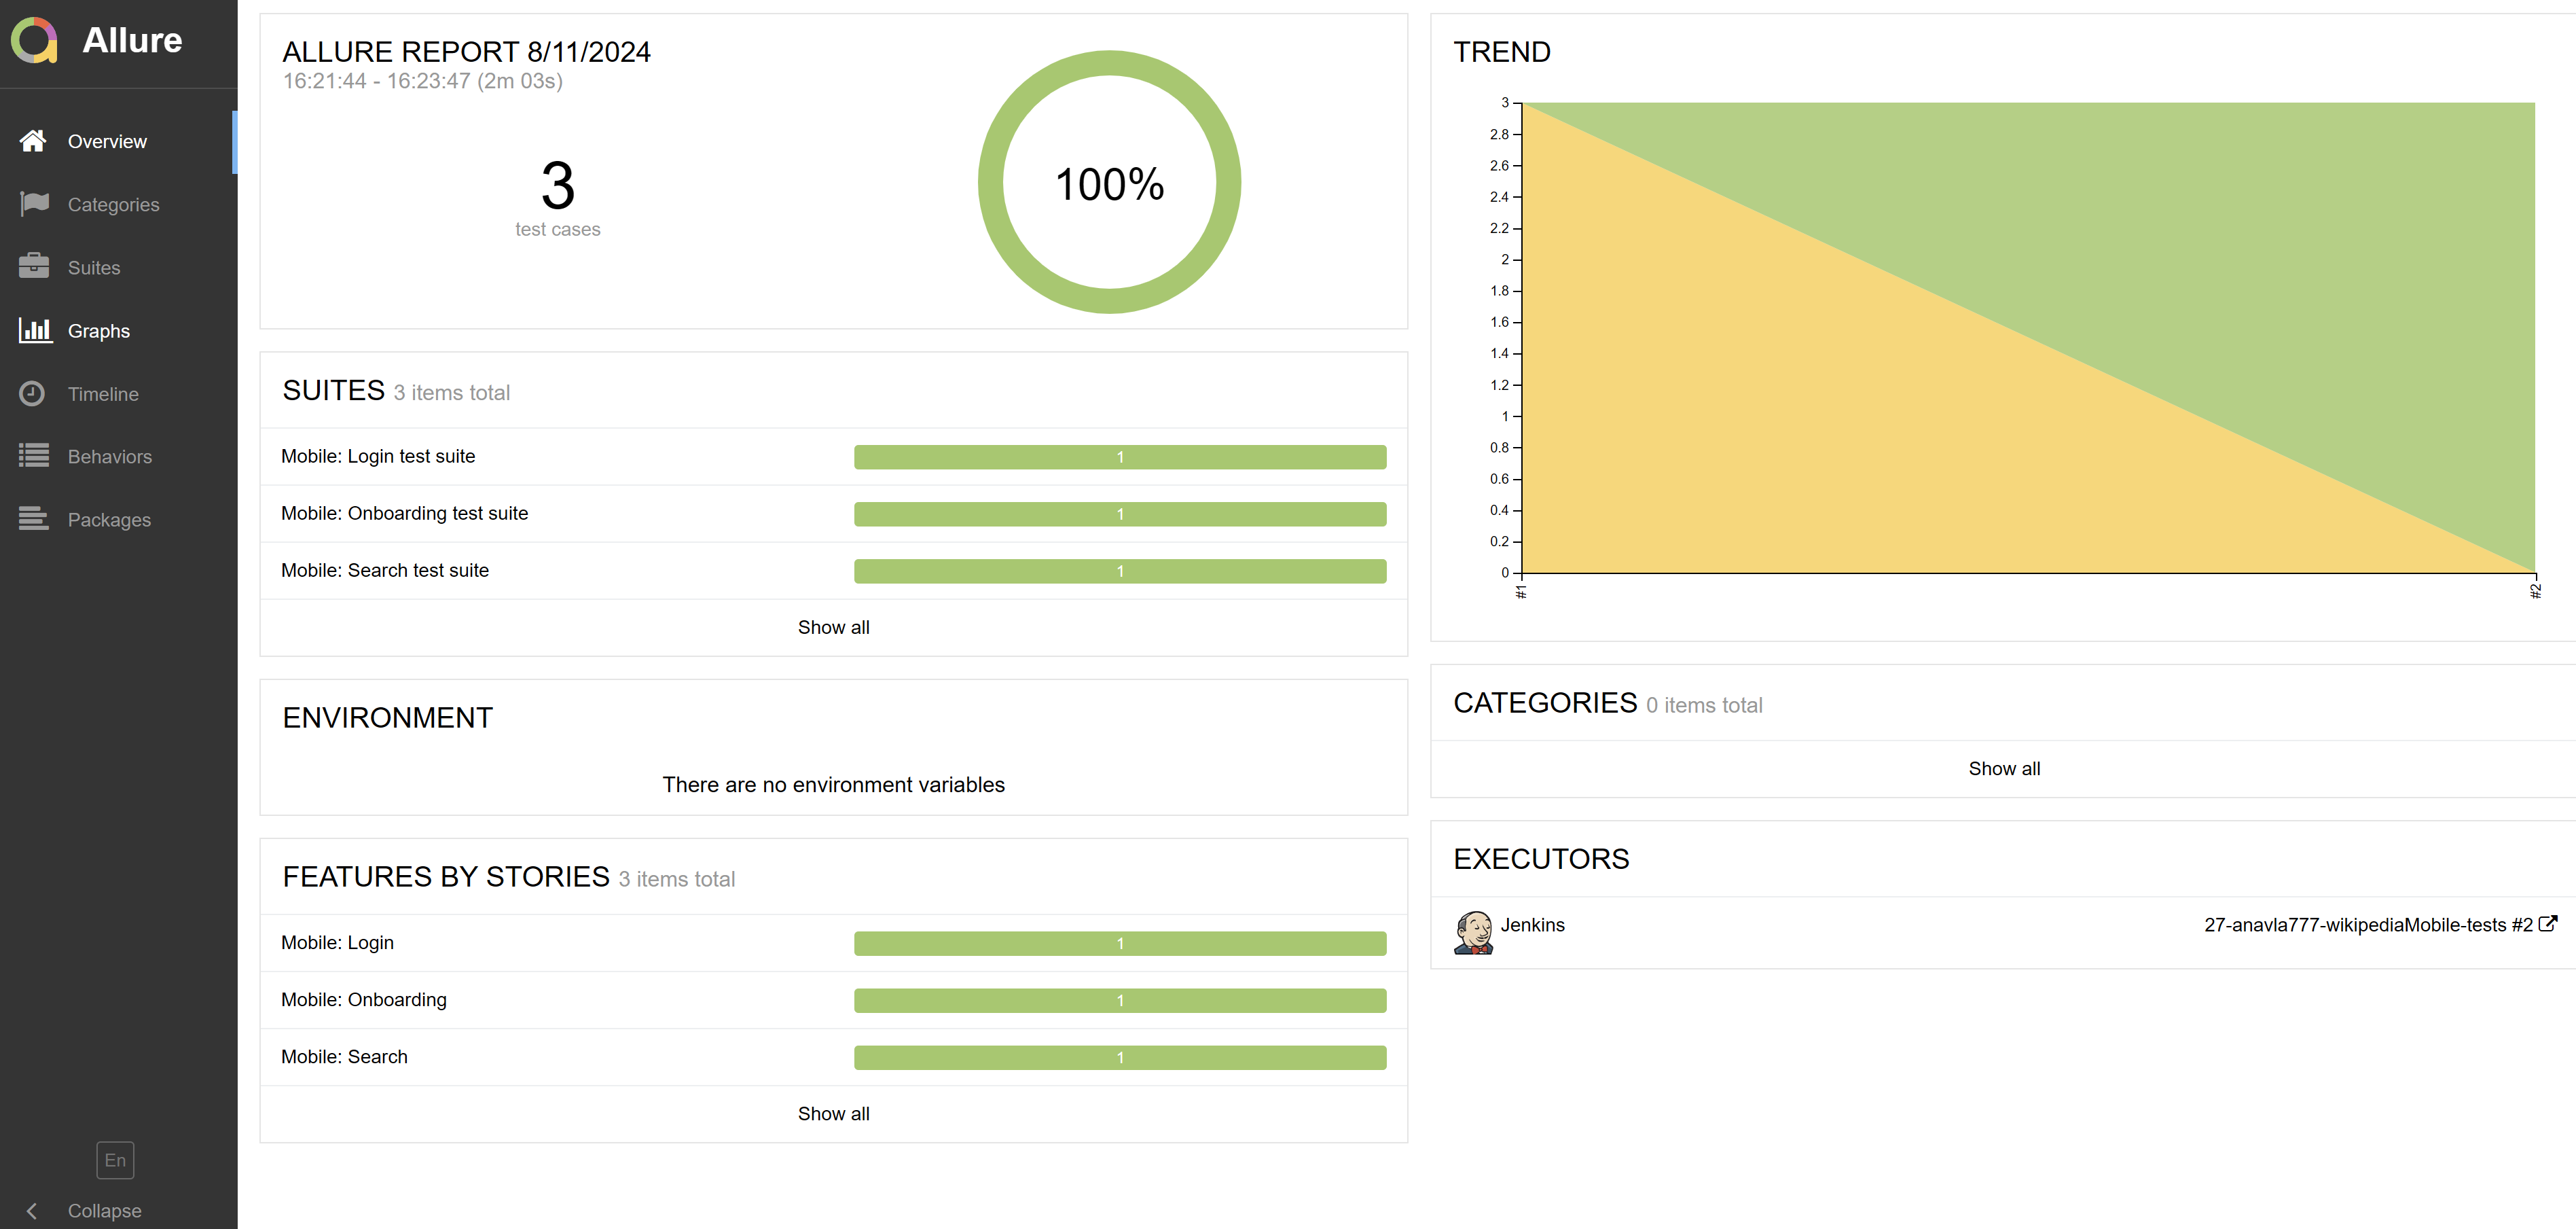 Allure
Overview
Categories
Suites
Graphs
Timeline
Behaviors
Packages
En
Collapse
ALLURE REPORT 8/11/2024
16:21:44 - 16:23:47 (2m 03s)
3
test cases
100%
SUITES 3 items total
Mobile: Login test suite 1
Mobile: Onboarding test suite 1
Mobile: Search test suite 1
Show all
ENVIRONMENT
There are no environment variables
FEATURES BY STORIES 3 items total
Mobile: Login 1
Mobile: Onboarding 1
Mobile: Search 1
Show all
TREND
3
2.8
2.6
2.4
2.2
2
1.8
1.6
1.4
1.2
1
0.8
0.6
0.4
0.2
0
#1
#2
CATEGORIES 0 items total
Show all
EXECUTORS
Jenkins 27-anavla777-wikipediaMobile-tests #2